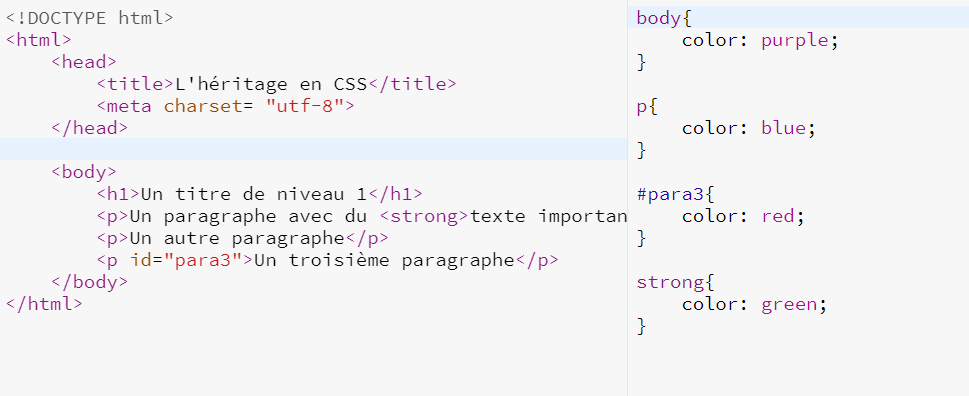 <!DOCTYPE html>
<html>
<head>
<title>L'héritage en CSS</title>
<meta charset= "utf-8">
</head>
<body>
<h1>Un titre de niveau 1</h1>
<p>Un paragraphe avec du <strong>texte importan
<p>Un autre paragraphe</p>
<p id="para3">Un troisième paragraphe</p>
</body>
</html>
body{
color: purple;
}
p{
color: blue;
}
#para3{
color: red;
}
strong{
color: green;
}